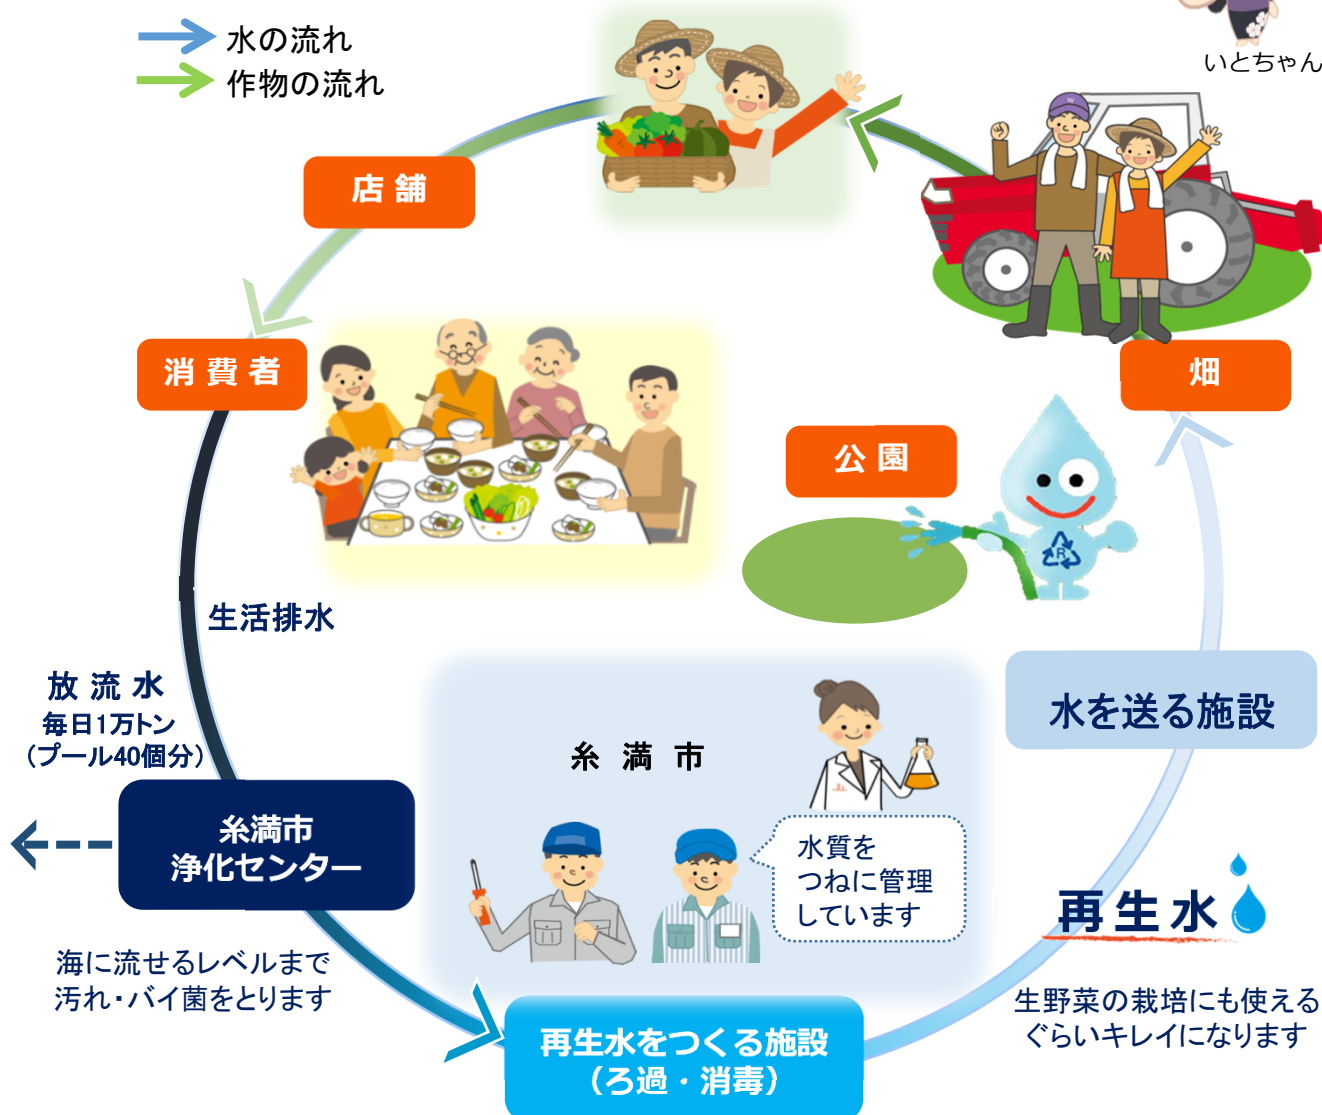 水の流れ
作物の流れ
いとちゃん
W
店舗
消費者
畑
公園
R
生活排水
放流水
毎日1万トン
(プール40個分)
水を送る施設
糸満市
糸満市
浄化センター
水質を
つねに管理
しています
再生水
海に流せるレベルまで
汚れ・バイ菌をとります
生野菜の栽培にも使える
ぐらいキレイになります
再生水をつくる施設
(ろ過・消毒)